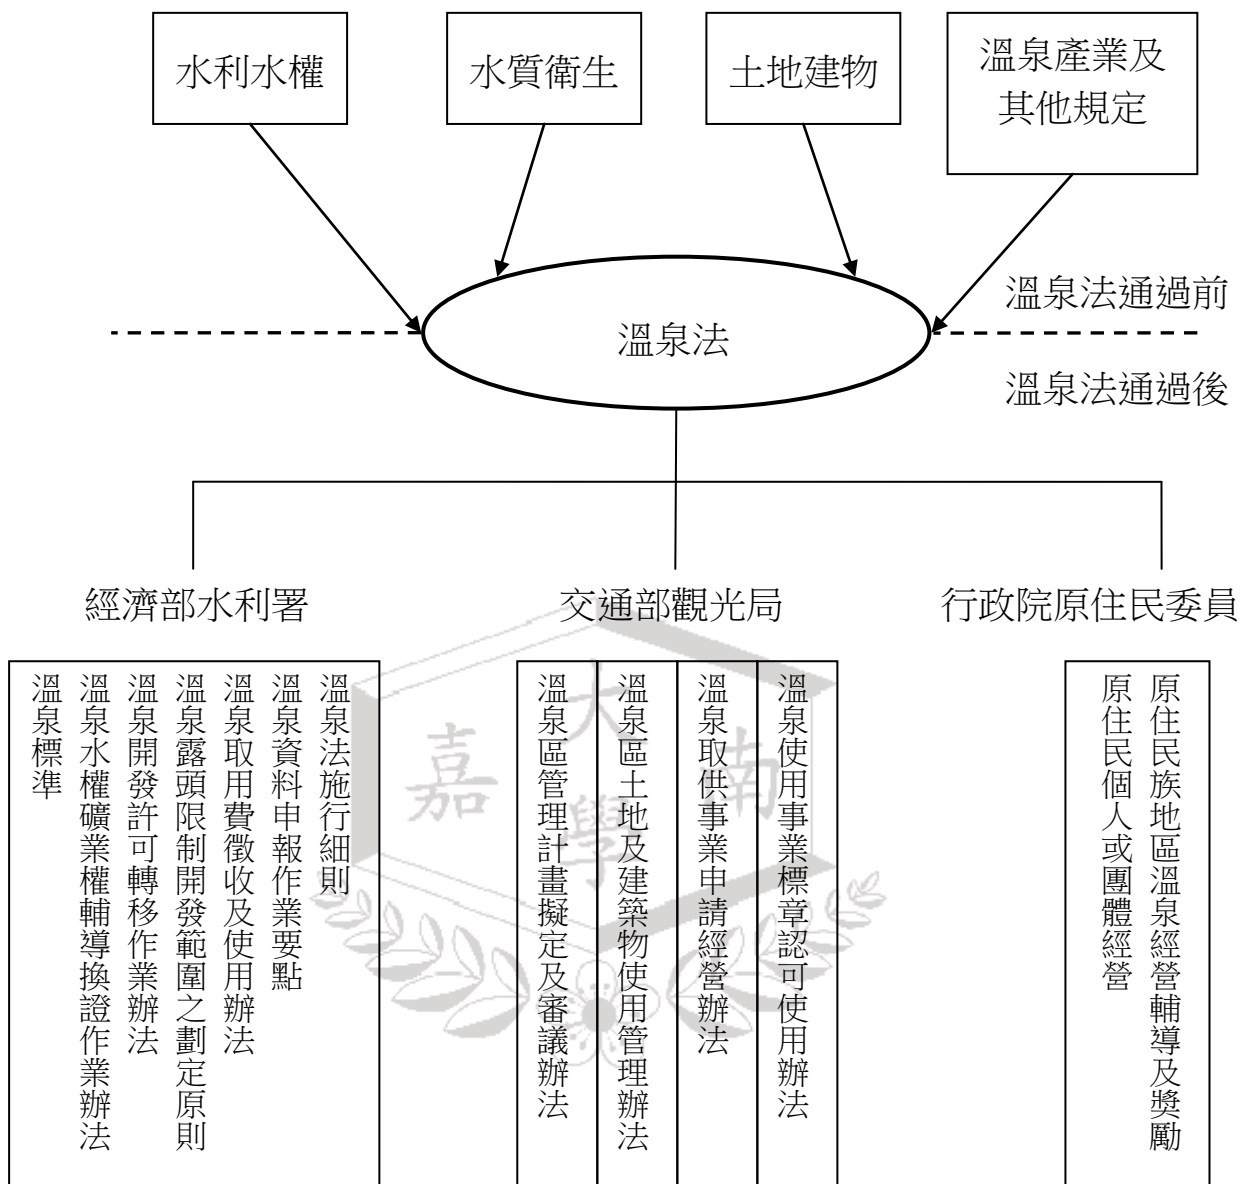 水利水權
水質衛生
土地建物
溫泉產業及
其他規定
溫泉法通過前
溫泉法
溫泉法通過後
經濟部水利署
交通部觀光局
行政院原住民委員
溫泉法施行細則
溫泉資料申報作業要點
溫泉取用費徵收及使用辦法
溫泉露頭限制開發範圍之劃定原則
溫泉開發許可轉移作業辦法
溫泉水權礦業權輔導換證作業辦法
溫泉標準
溫泉使用事業標章認可使用辦法
溫泉取供事業申請經營辦法
溫泉區土地及建築物使用管理辦法
溫泉區管理計畫擬定及審議辦法
原住民族地區溫泉經營輔導及獎勵
原住民個人或團體經營
嘉
大
南
學